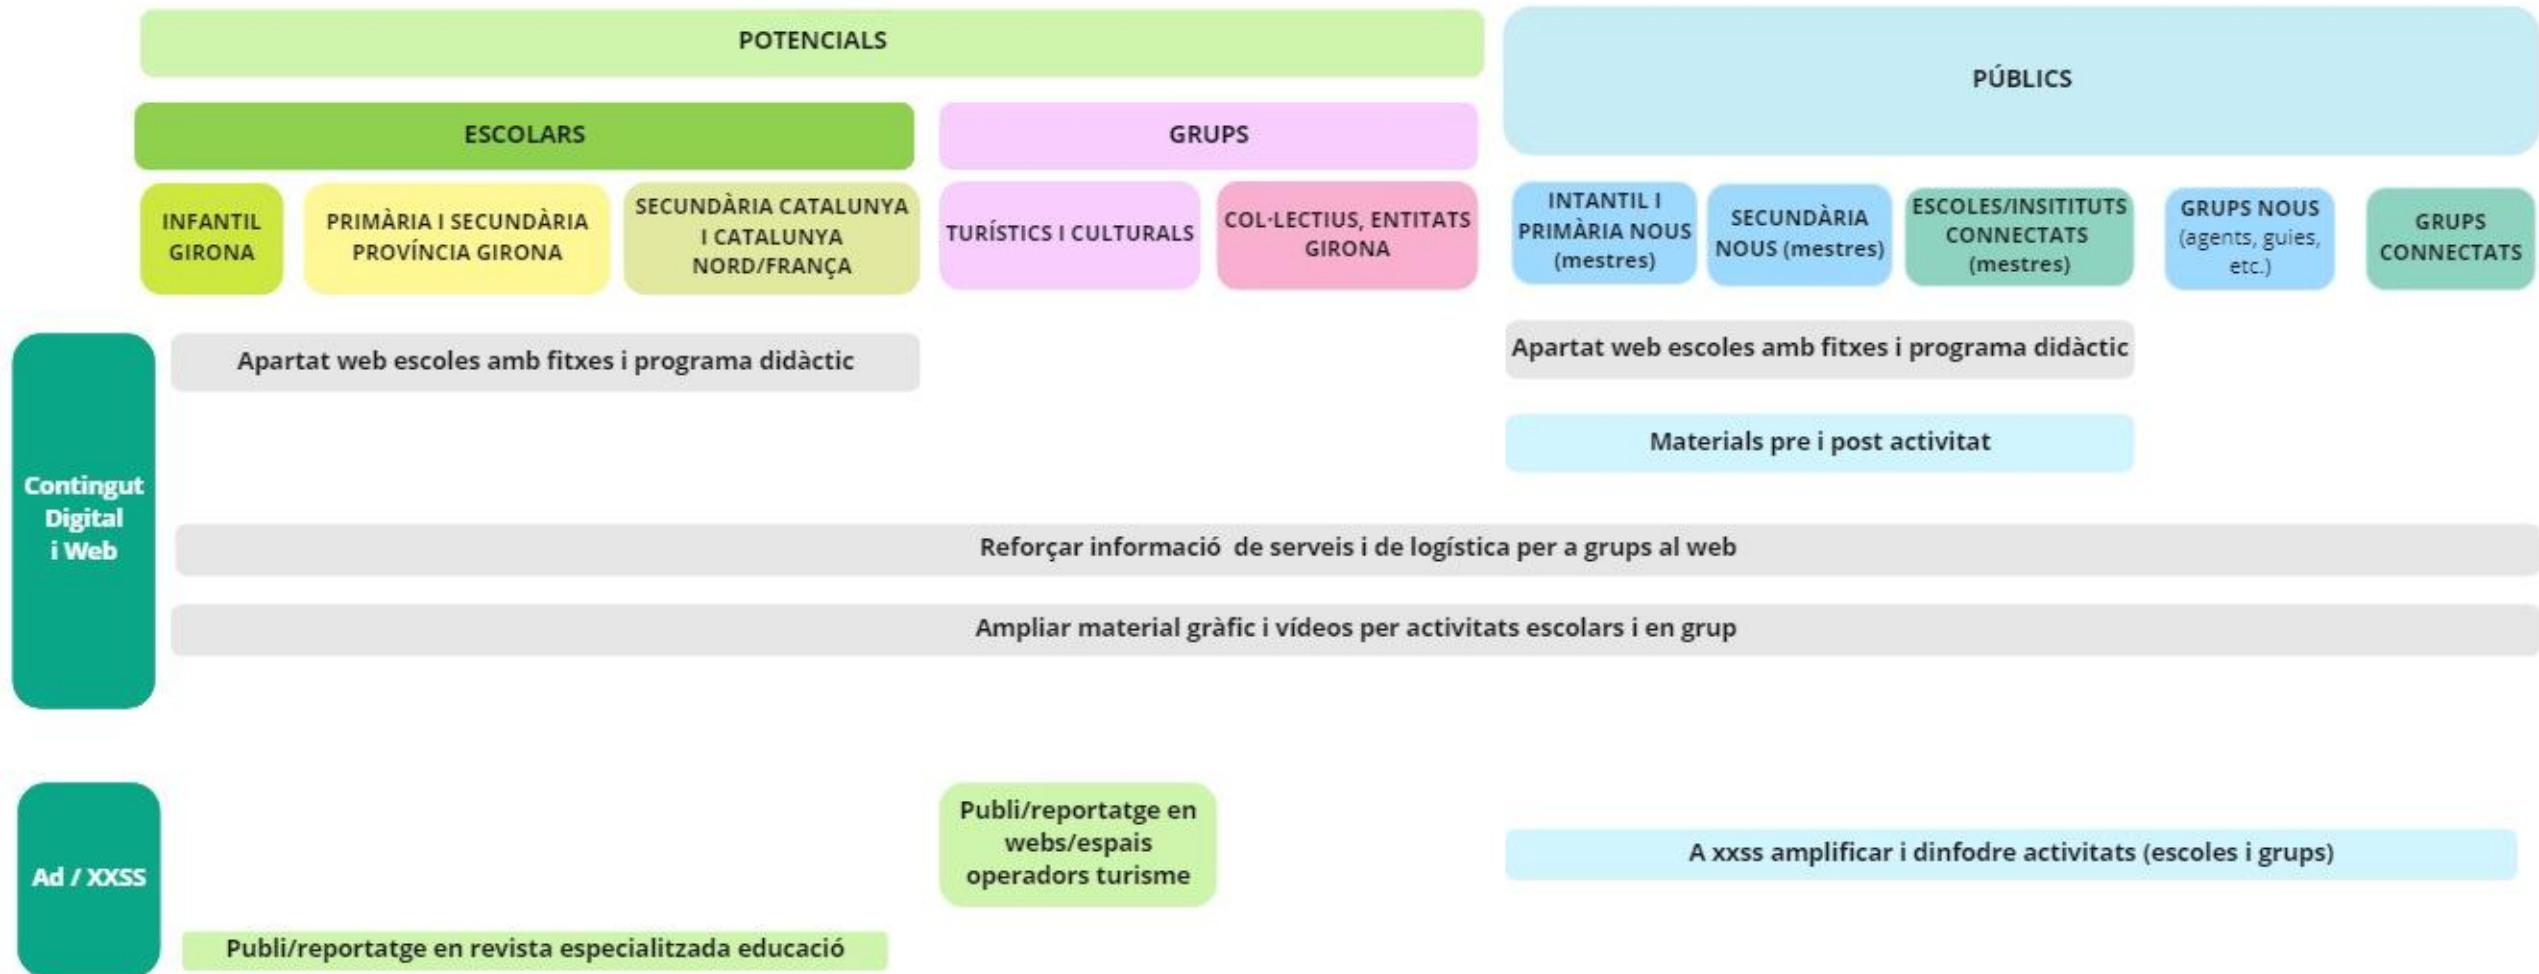 POTENCIALS
PÚBLICS
ESCOLARS
GRUPS
INFANTIL
GIRONA
PRIMÀRIA I SECUNDÀRIA
PROVÍNCIA GIRONA
SECUNDÀRIA CATALUNYA
I CATALUNYA
NORD/FRANÇA
TURÍSTICS I CULTURALS
COL·LECTIUS, ENTITATS
GIRONA
INTANTIL I
PRIMÀRIA NOUS
(mestres)
SECUNDÀRIA
NOUS (mestres)
ESCOLES/INSITITUTS
CONNECTATS
(mestres)
GRUPS NOUS
(agents, guies,
etc.)
GRUPS
CONNECTATS
Contingut
Digital
i Web
Apartat web escoles amb fitxes i programa didàctic
Apartat web escoles amb fitxes i programa didàctic
Materials pre i post activitat
Reforçar informació de serveis i de logística per a grups al web
Ampliar material gràfic i vídeos per activitats escolars i en grup
Ad / XXSS
Publi/reportatge en
webs/espais
operadors turisme
A xxss amplificar i dinfodre activitats (escoles i grups)
Publi/reportatge en revista especialitzada educació